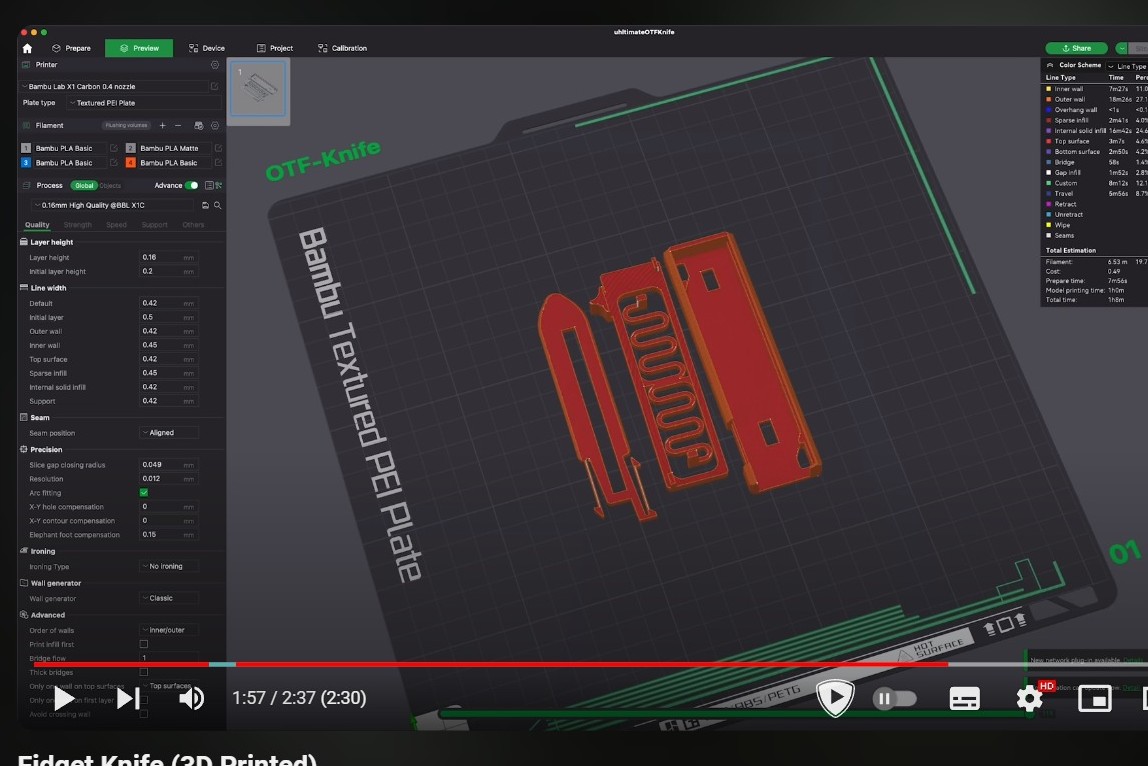 uhltimateOTFKnife
Prepare
Preview
Device
Project
Calibration
Share
Printer
Bambu Lab X1 Carbon 0.4 nozzle
Plate type
Textured PEI Plate
Filament
Flushing volumes
1 Bambu PLA Basic
2 Bambu PLA Matte
3 Bambu PLA Basic
4 Bambu PLA Basic
Process Global Objects Advance
0.16mm High Quality @BBL X1C
Quality Strength Speed Support Others
Layer height
Layer height 0.16 mm
Initial layer height 0.2 mm
Line width
Default 0.42 mm
Initial layer 0.5 mm
Outer wall 0.42 mm
Inner wall 0.45 mm
Top surface 0.42 mm
Sparse infill 0.45 mm
Internal solid infill 0.42 mm
Support 0.42 mm
Seam
Seam position Aligned
Precision
Slice gap closing radius 0.049 mm
Resolution 0.012 mm
Arc fitting
X-Y hole compensation 0 mm
X-Y contour compensation 0 mm
Elephant foot compensation 0.15 mm
Ironing
Ironing Type No ironing
Wall generator
Wall generator Classic
Advanced
Order of walls inner/outer
Print infill first
Bridge flow 1
Thick bridges
Only one wall on top surfaces Top surfaces
Only one wall on first layer
Avoid crossing wall
1
OTF-Knife
Bambu Textured PEI Plate
01
HOT
SURFACE
ABS/PETG
Color Scheme Line Type
Line Type Time Perc
Inner wall 7m27s 11.0
Outer wall 18m26s 27.1
Overhang wall <1s <0.1
Sparse infill 2m41s 4.0%
Internal solid infill 16m42s 24.6
Top surface 3m7s 4.6%
Bottom surface 2m50s 4.2%
Bridge 58s 1.4%
Gap infill 1m52s 2.8%
Custom 8m12s 12.1
Travel 5m56s 8.7%
Retract
Unretract
Wipe
Seams
Total Estimation
Filament: 6.53 m 19.7
Cost: 0.49
Prepare time: 7m56s
Model printing time: 1h0m
Total time: 1h8m
New network plug-in available. Details
1:57 / 2:37 (2:30)
HD
Fidget Knife (3D Printed)